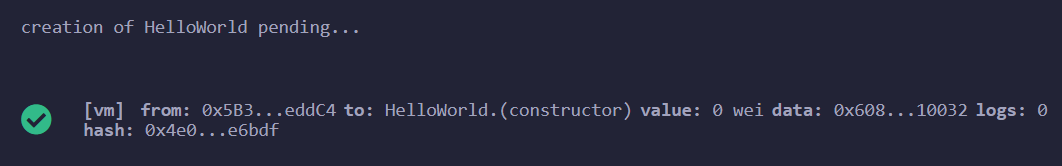 creation of HelloWorld pending...
[vm] from: 0x5B3...eddC4 to: HelloWorld.(constructor) value: 0 wei data: 0x608...10032 logs: 0
hash: 0x4e0...e6bdf